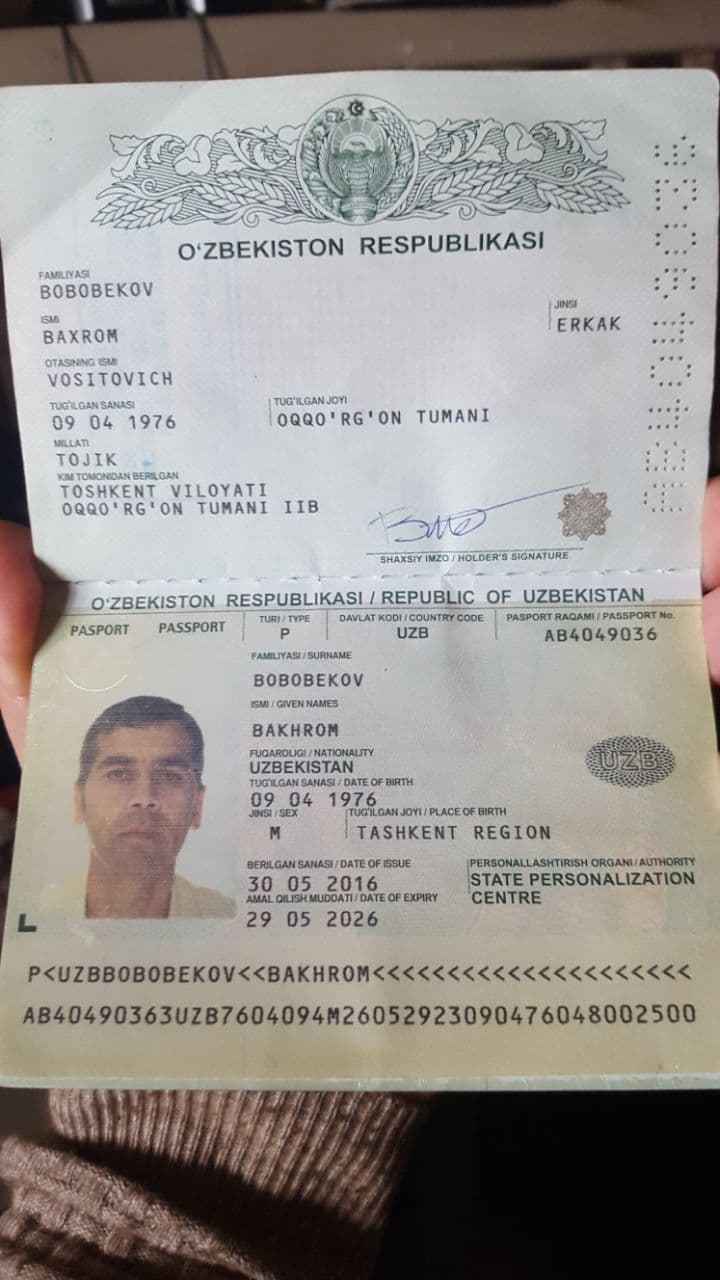 O'ZBEKISTON RESPUBLIKASI
FAMILIYASI
BOBOBEKOV
ISMI
BAXROM
JINSI
ERKAK
OTASINING ISMI
VOSITOVICH
TUG'ILGAN SANASI
09 04 1976
TUG'ILGAN JOYI
OQQO'RG'ON TUMANI
MILLATI
TOJIK
KIM TOMONIDAN BERILGAN
TOSHKENT VILOYATI
OQQO'RG'ON TUMANI IIB
SHAXSIY IMZO / HOLDER'S SIGNATURE
AB4049036
O'ZBEKISTON RESPUBLIKASI / REPUBLIC OF UZBEKISTAN
PASPORT PASSPORT
TURI / TYPE
P
DAVLAT KODI / COUNTRY CODE
UZB
PASPORT RAQAMI / PASSPORT No.
AB4049036
FAMILIYASI / SURNAME
BOBOBEKOV
ISMI / GIVEN NAMES
BAKHROM
FUQAROLIGI / NATIONALITY
UZBEKISTAN
UZB
TUG'ILGAN SANASI / DATE OF BIRTH
09 04 1976
JINSI / SEX
M
TUG'ILGAN JOYI / PLACE OF BIRTH
TASHKENT REGION
BERILGAN SANASI / DATE OF ISSUE
30 05 2016
PERSONALLASHTIRISH ORGANI / AUTHORITY
STATE PERSONALIZATION
CENTRE
AMAL QILISH MUDDATI / DATE OF EXPIRY
29 05 2026
P<UZBBOBOBEKOV<<BAKHROM<<<<<<<<<<<<<<<<<<<<<
AB40490363UZB7604094M26052923090476048002500